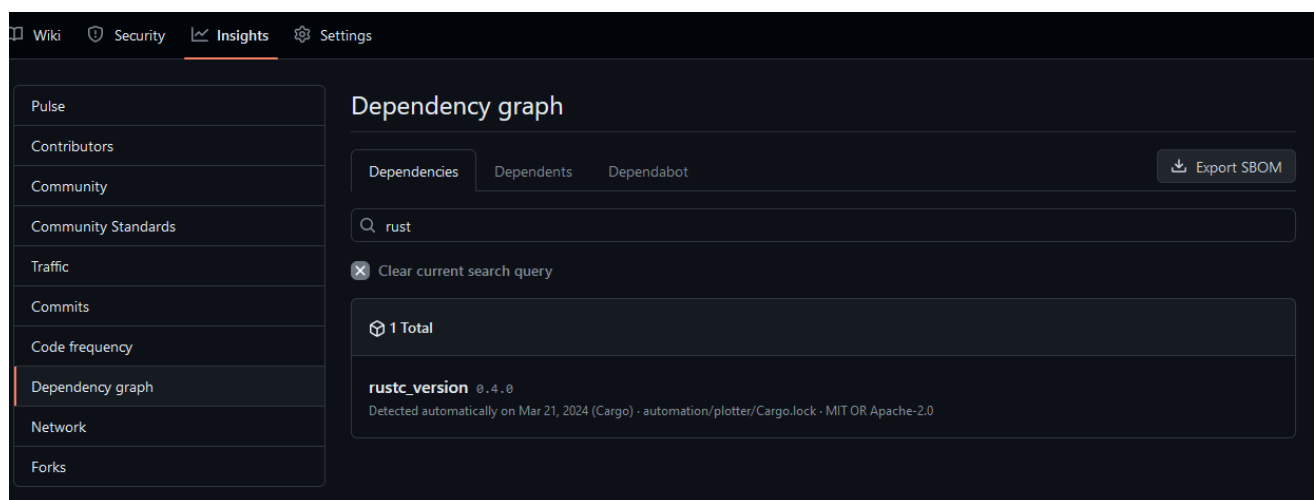 Wiki Security Insights Settings
Pulse
Contributors
Community
Community Standards
Traffic
Commits
Code frequency
Dependency graph
Network
Forks
Dependency graph
Dependencies Dependents Dependabot Export SBOM
rust
Clear current search query
1 Total
rustc_version 0.4.0
Detected automatically on Mar 21, 2024 (Cargo) · automation/plotter/Cargo.lock · MIT OR Apache-2.0